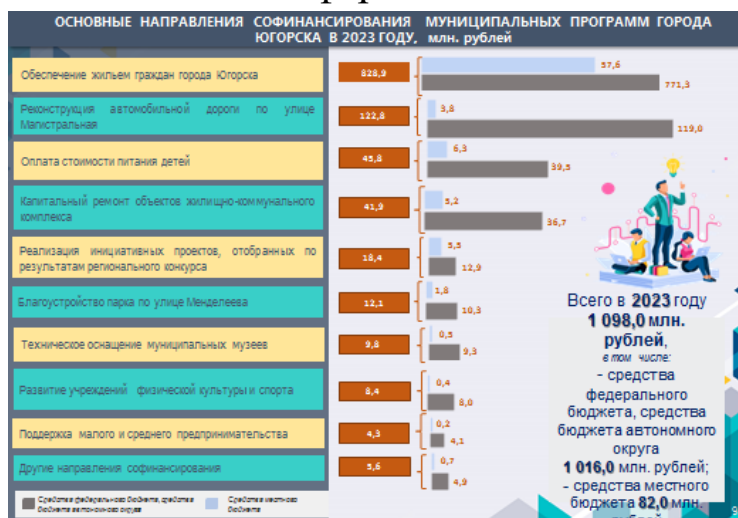 ОСНОВНЫЕ НАПРАВЛЕНИЯ СОФИНАНСИРОВАНИЯ МУНИЦИПАЛЬНЫХ ПРОГРАММ ГОРОДА
ЮГОРСКА В 2023 ГОДУ, млн. рублей
Обеспечение жильем граждан города Югорска
828,9
57,6
771,3
Реконструкция автомобильной дороги по улице
Магистральная
122,8
3,8
119,0
Оплата стоимости питания детей
45,8
6,3
39,5
Капитальный ремонт объектов жилищно-коммунального
комплекса
41,9
5,2
36,7
Реализация инициативных проектов, отобранных по
результатам регионального конкурса
18,4
5,5
12,9
Благоустройство парка по улице Менделеева
12,1
1,8
10,3
Техническое оснащение муниципальных музеев
9,8
0,5
9,3
Развитие учреждений физической культуры и спорта
8,4
0,4
8,0
Поддержка малого и среднего предпринимательства
4,3
0,2
4,1
Другие направления софинансирования
5,6
0,7
4,9
Средства федерального бюджета, средства
бюджета автономного округа
Средства местного
бюджета
Всего в 2023 году
1 098,0 млн.
рублей,
в том числе:
- средства
федерального
бюджета, средства
бюджета автономного
округа
1 016,0 млн. рублей;
- средства местного
бюджета 82,0 млн.